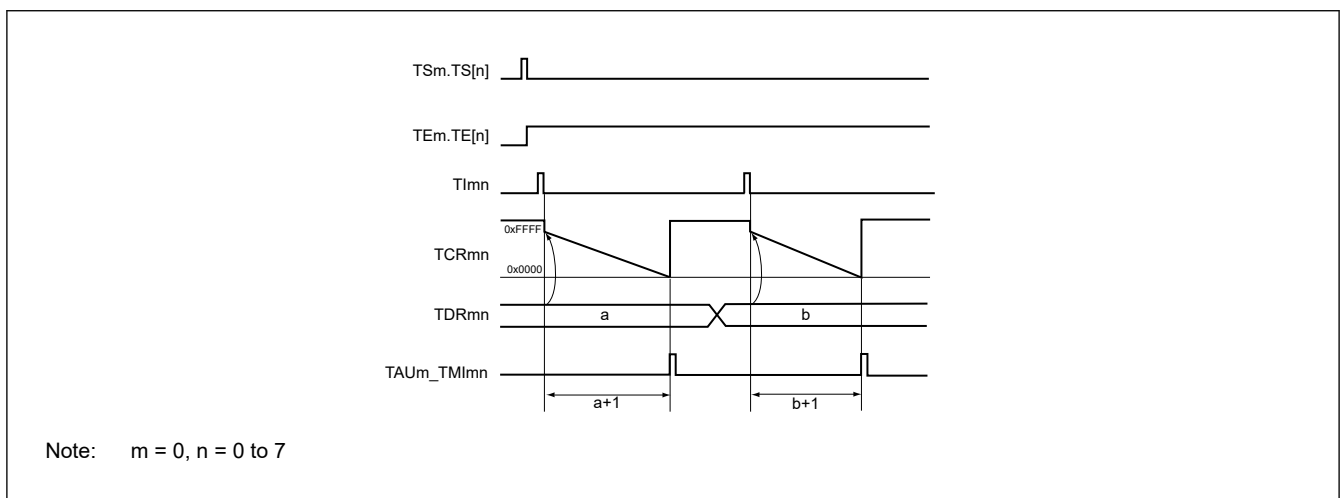 TSm.TS[n]
TEm.TE[n]
TImn
0xFFFF
TCRmn
0x0000
TDRmn a b
TAUm_TMImn
a+1 b+1
Note: m = 0, n = 0 to 7